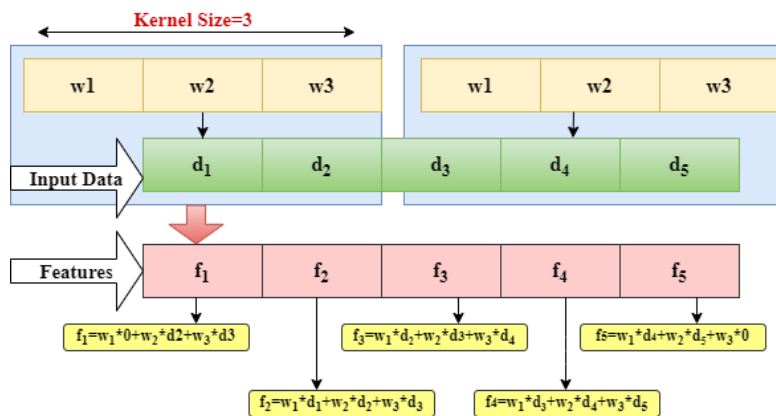 Kernel Size=3
w1 w2 w3 w1 w2 w3
Input Data d₁ d₂ d₃ d₄ d₅
Features f₁ f₂ f₃ f₄ f₅
f₁=w₁*0+w₂*d2+w₃*d3 f₃=w₁*d₂+w₂*d₃+w₃*d₄ f₅=w₁*d₄+w₂*d₅+w₃*0
f₂=w₁*d₁+w₂*d₂+w₃*d₃ f₄=w₁*d₃+w₂*d₄+w₃*d₅